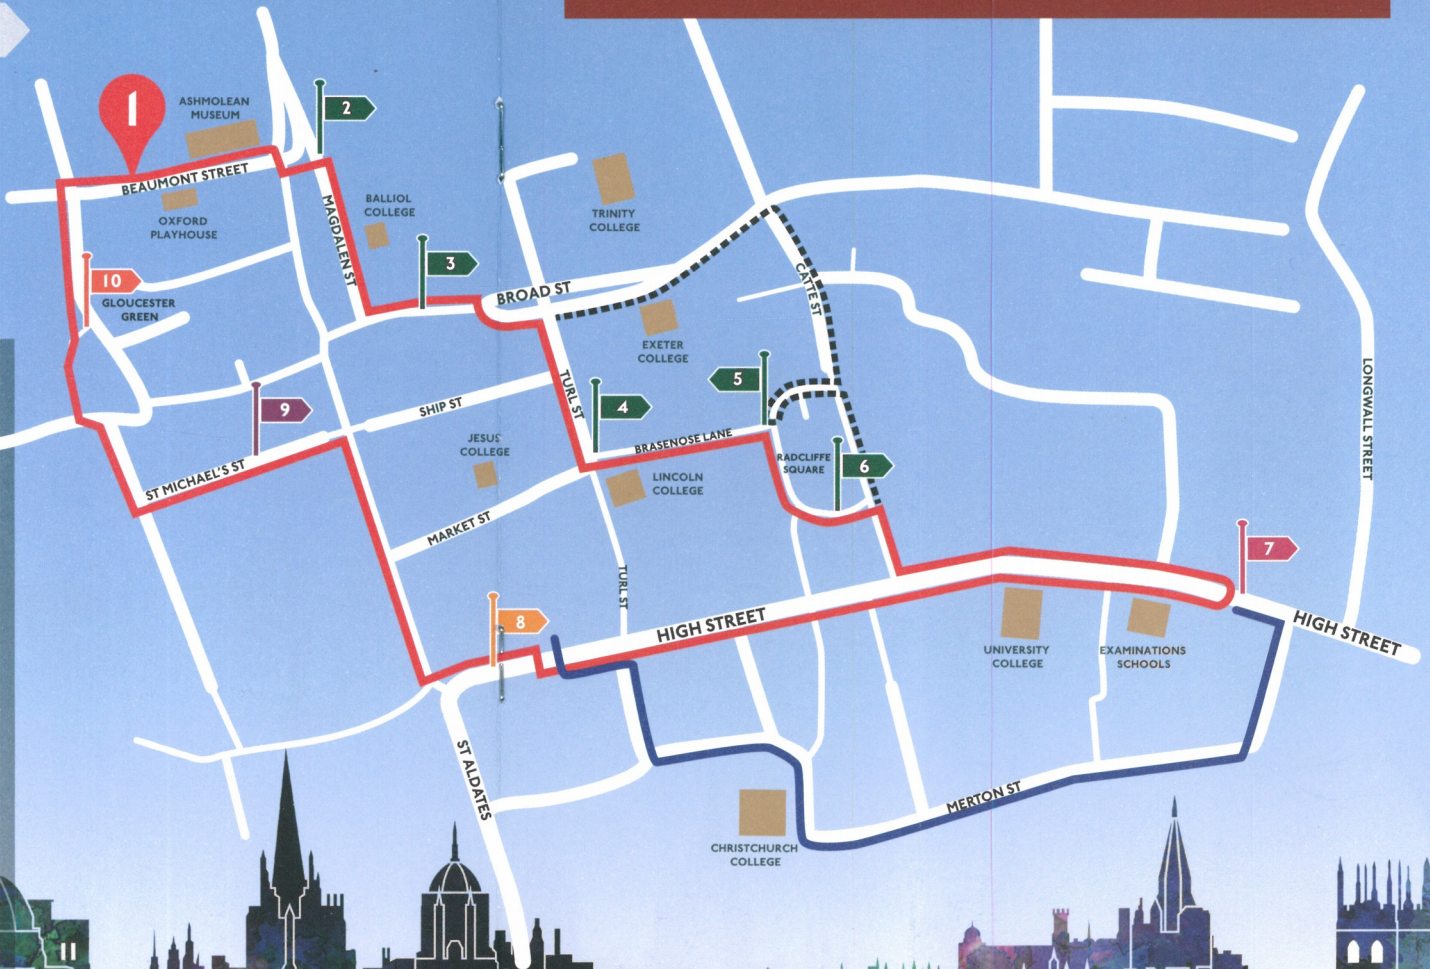 1
ASHMOLEAN
MUSEUM
2
BEAUMONT STREET
OXFORD
PLAYHOUSE
MAGDALEN ST
BALLIOL
COLLEGE
TRINITY
COLLEGE
3
10
GLOUCESTER
GREEN
BROAD ST
CATTE ST
EXETER
COLLEGE
5
TURL ST
4
SHIP ST
9
BRASENOSE LANE
JESUS
COLLEGE
RADCLIFFE
SQUARE
6
LONGWALL STREET
ST MICHAEL'S ST
LINCOLN
COLLEGE
MARKET ST
7
TURL ST
8
HIGH STREET
HIGH STREET
UNIVERSITY
COLLEGE
EXAMINATIONS
SCHOOLS
ST ALDATES
MERTON ST
CHRISTCHURCH
COLLEGE
11